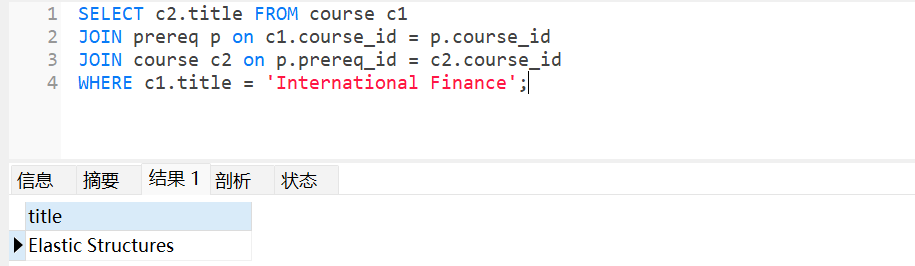 1 SELECT c2.title FROM course c1
2 JOIN prereq p on c1.course_id = p.course_id
3 JOIN course c2 on p.prereq_id = c2.course_id
4 WHERE c1.title = 'International Finance';
信息 摘要 结果 1 剖析 状态
title
Elastic Structures